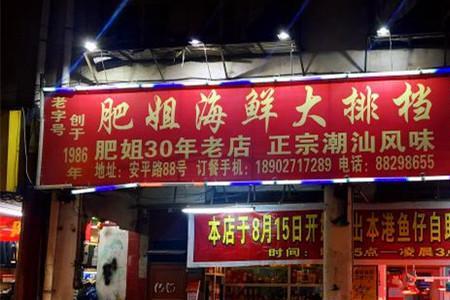 老字号
创于
1986
年
肥姐海鲜大排档
肥姐30年老店 正宗潮汕风味
地址:安平路88号 订餐手机:18902717289 电话:88298655
本店于8月15日开
出本港鱼仔自助
时间:
5点一凌晨3点